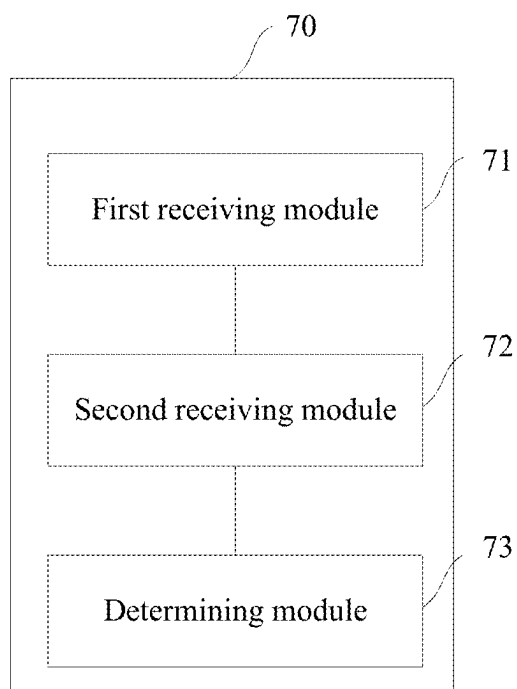 70
71
First receiving module
72
Second receiving module
73
Determining module